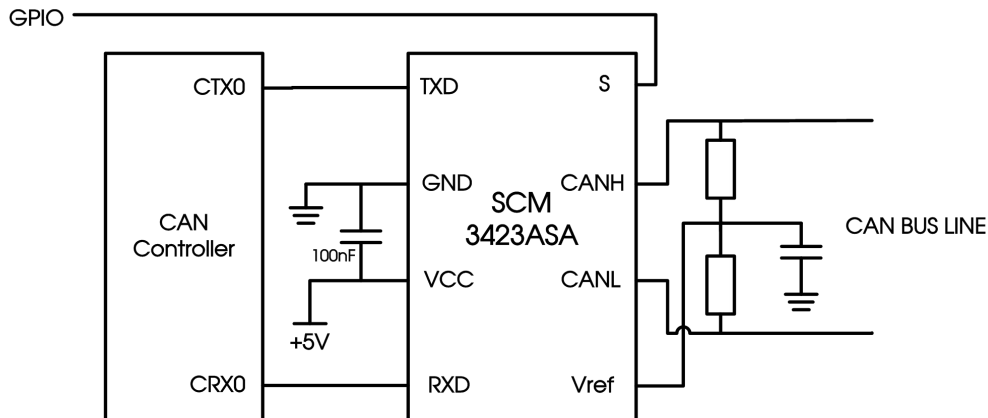 GPIO
CTX0
TXD
S
GND
CANH
SCM
3423ASA
CAN
Controller
100nF
CAN BUS LINE
VCC
CANL
+5V
CRX0
RXD
Vref